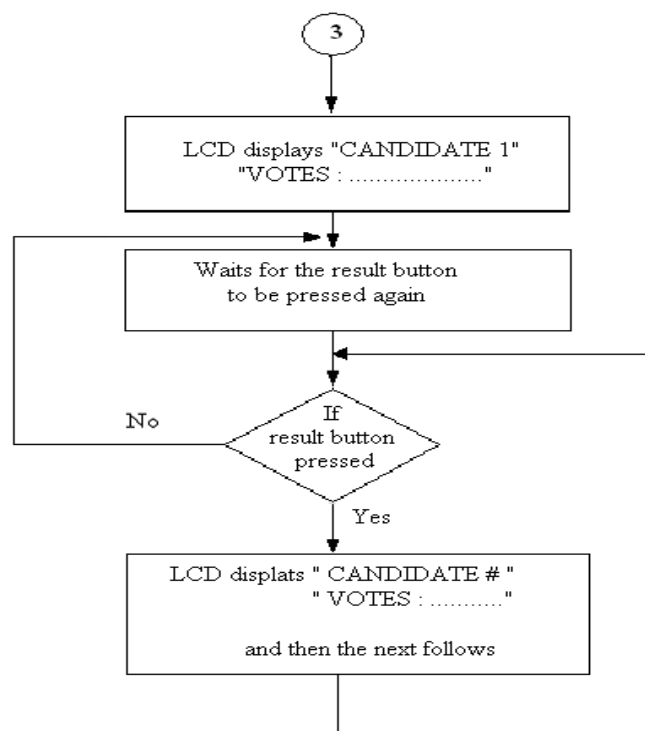 3
LCD displays "CANDIDATE 1"
"VOTES : ....................."
Waits for the result button
to be pressed again
No
If
result button
pressed
Yes
LCD displats " CANDIDATE # "
" VOTES : ..........."
and then the next follows